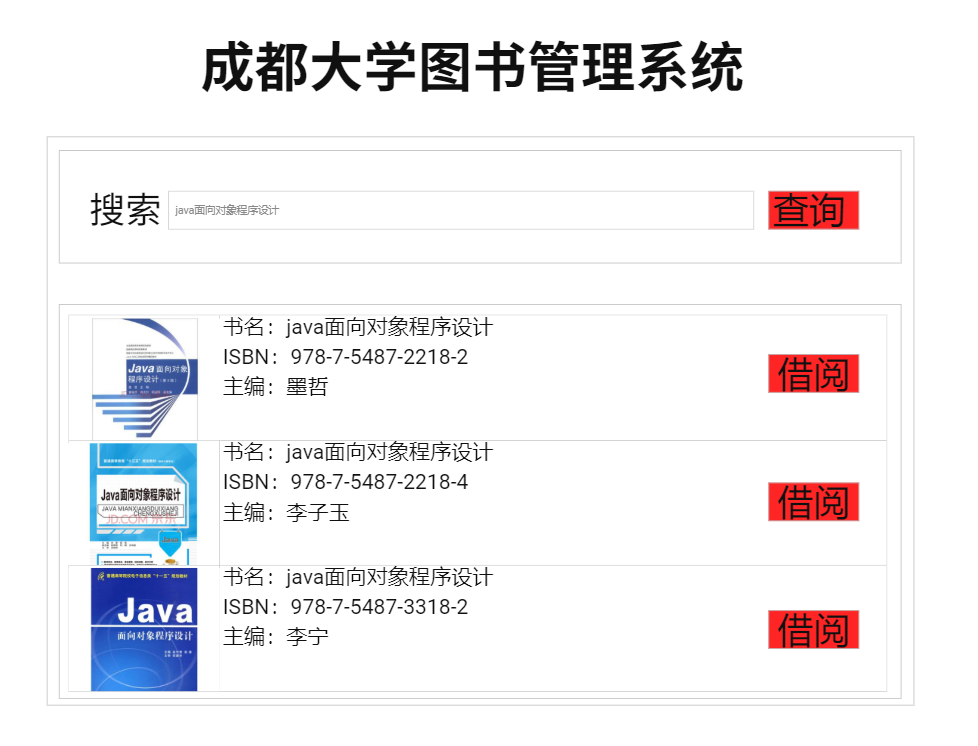 成都大学图书管理系统
搜索 java面向对象程序设计 查询
书名：java面向对象程序设计
ISBN：978-7-5487-2218-2
主编：墨哲
借阅
Java面向对象
程序设计（第2版）
书名：java面向对象程序设计
ISBN：978-7-5487-2218-4
主编：李子玉
借阅
Java面向对象程序设计
JAVA MIANXIANGDUIXIANG
CHENGXUSHEJI
JD.COM 京东
书名：java面向对象程序设计
ISBN：978-7-5487-3318-2
主编：李宁
借阅
Java
面向对象程序设计